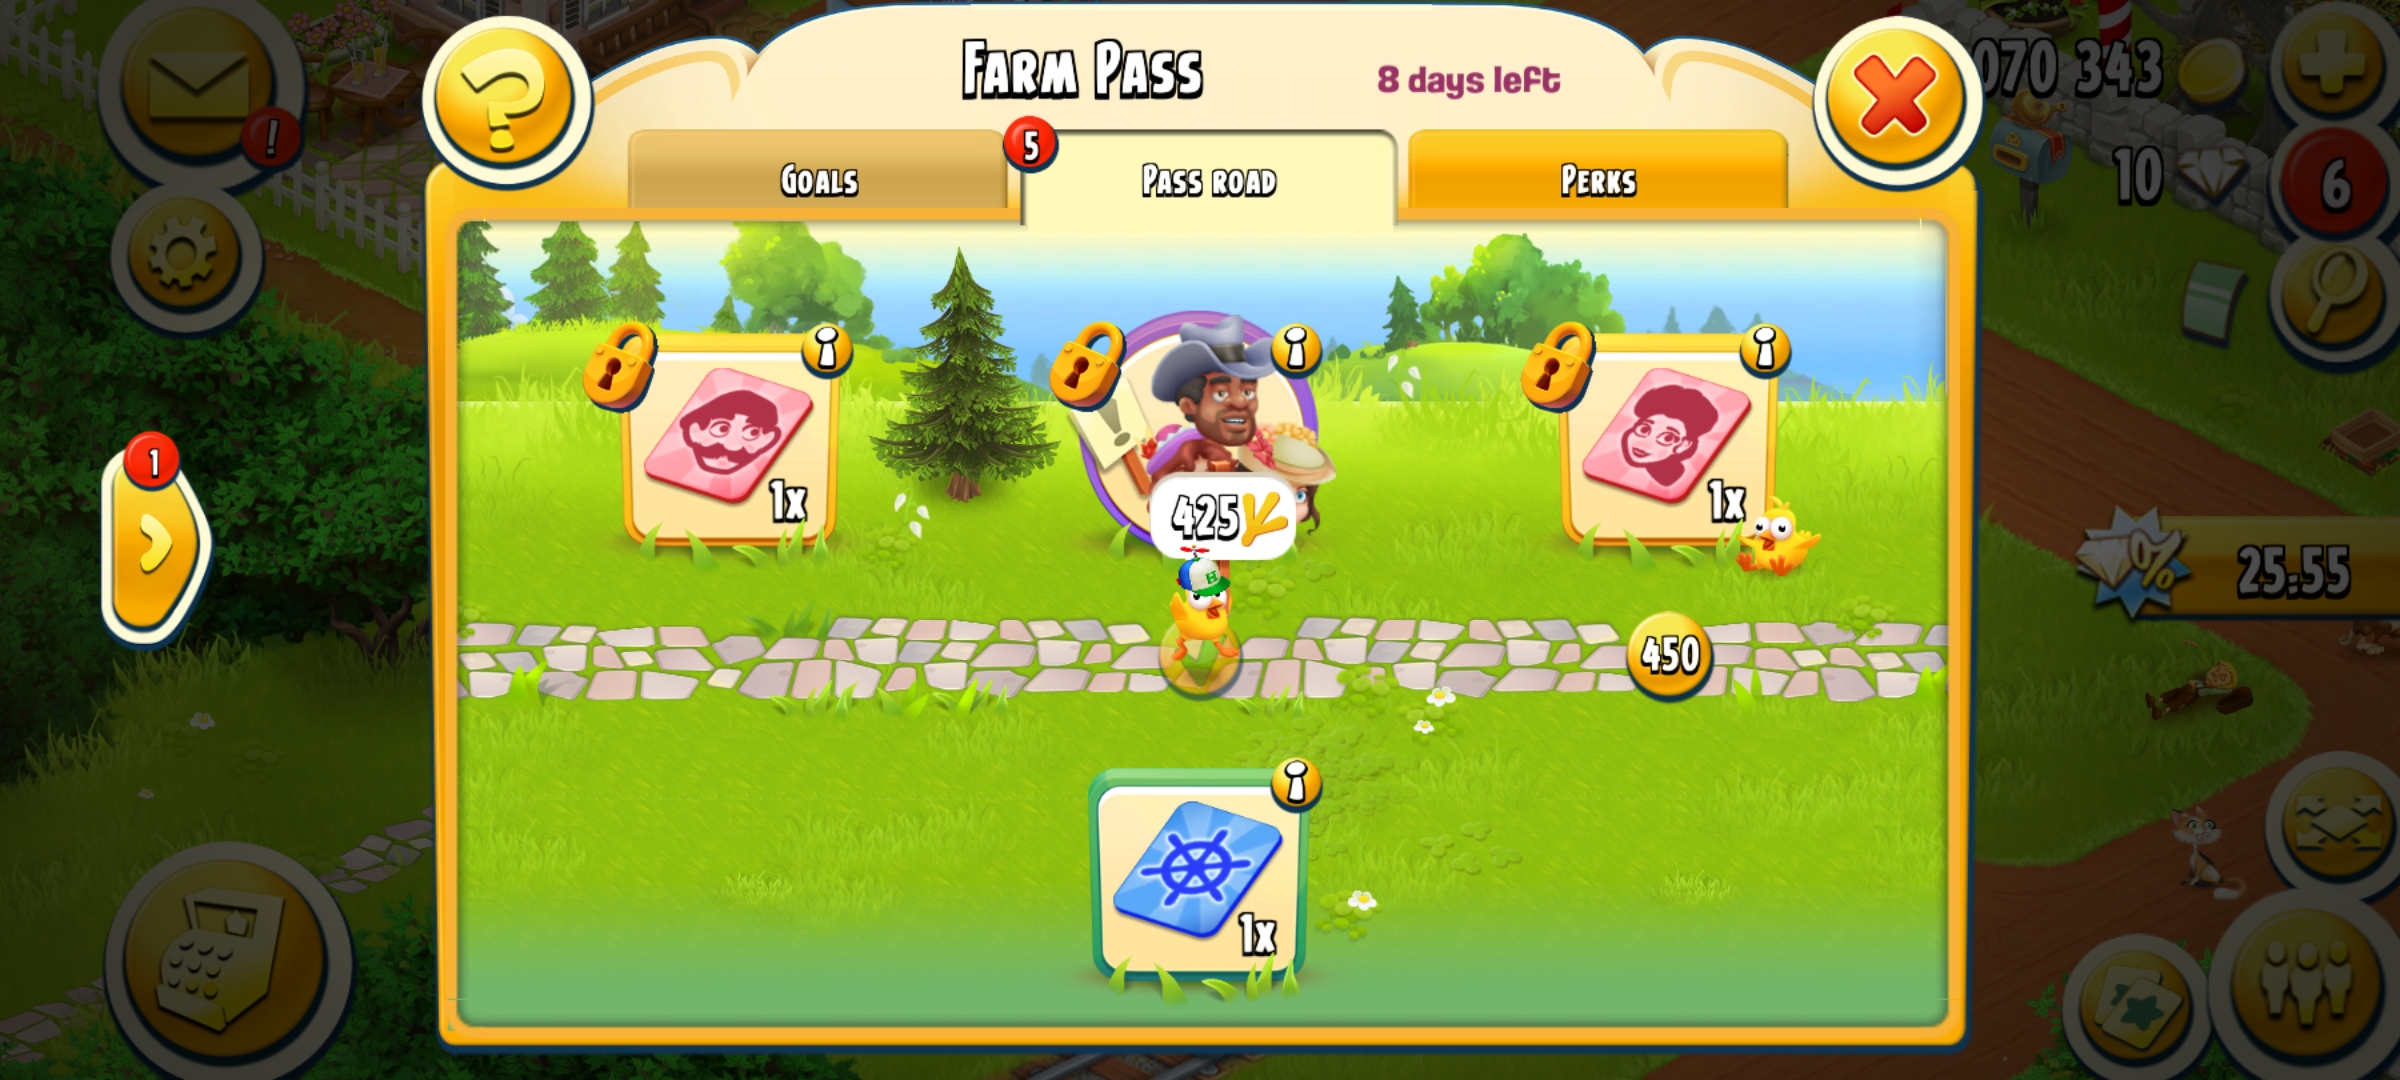 FARM PASS
8 days left
GOALS
5
PASS ROAD
PERKS
070 343
10
6
!
1
1x
425
1x
H
450
1x
%
25:55